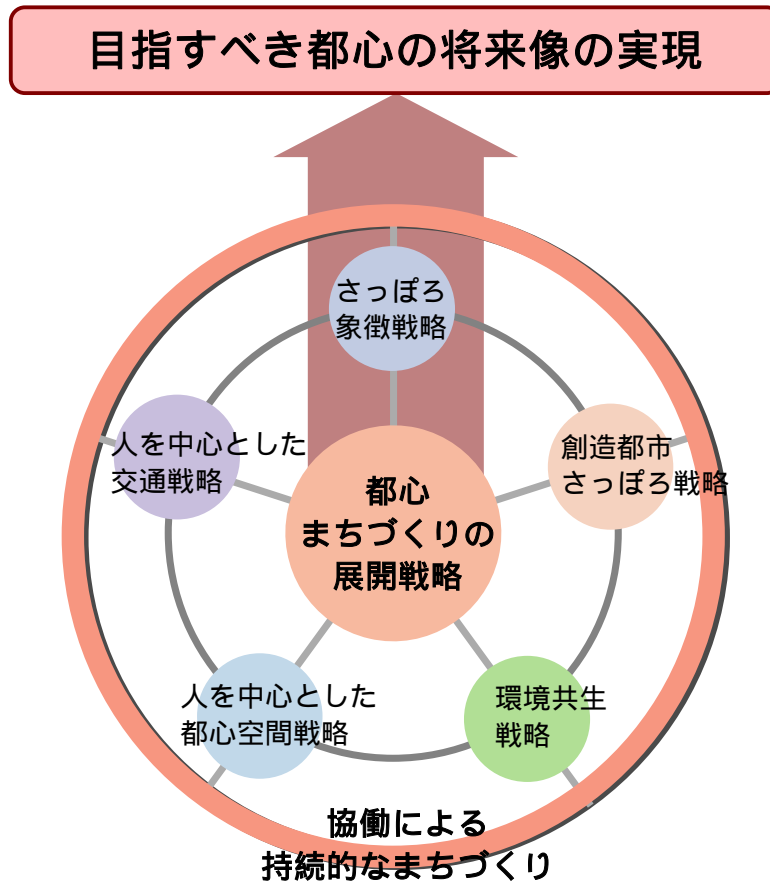 目指すべき都心の将来像の実現
さっぽろ
象徴戦略
人を中心とした
交通戦略
創造都市
さっぽろ戦略
都心
まちづくりの
展開戦略
人を中心とした
都心空間戦略
環境共生
戦略
協働による
持続的なまちづくり